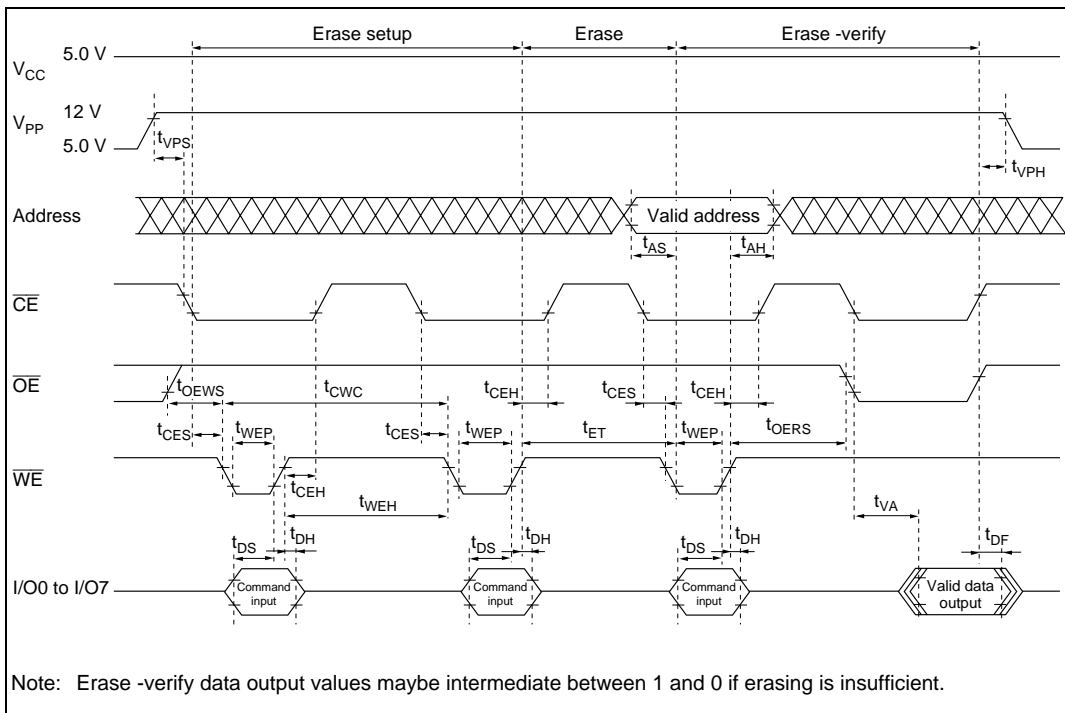 Erase setup Erase Erase -verify
5.0 V
VCC
12 V
VPP
5.0 V
tVPS
tVPH
Address
Valid address
tAS tAH
CE
OE
tOEWS tCWC tCEH tCES tCEH
tCES tWEP tCES tWEP tET tWEP tOERS
WE
tCEH
tWEH
tVA
tDS tDH tDS tDH tDS tDH tDF
I/O0 to I/O7
Command input
Command input
Command input
Valid data output
Note: Erase -verify data output values maybe intermediate between 1 and 0 if erasing is insufficient.